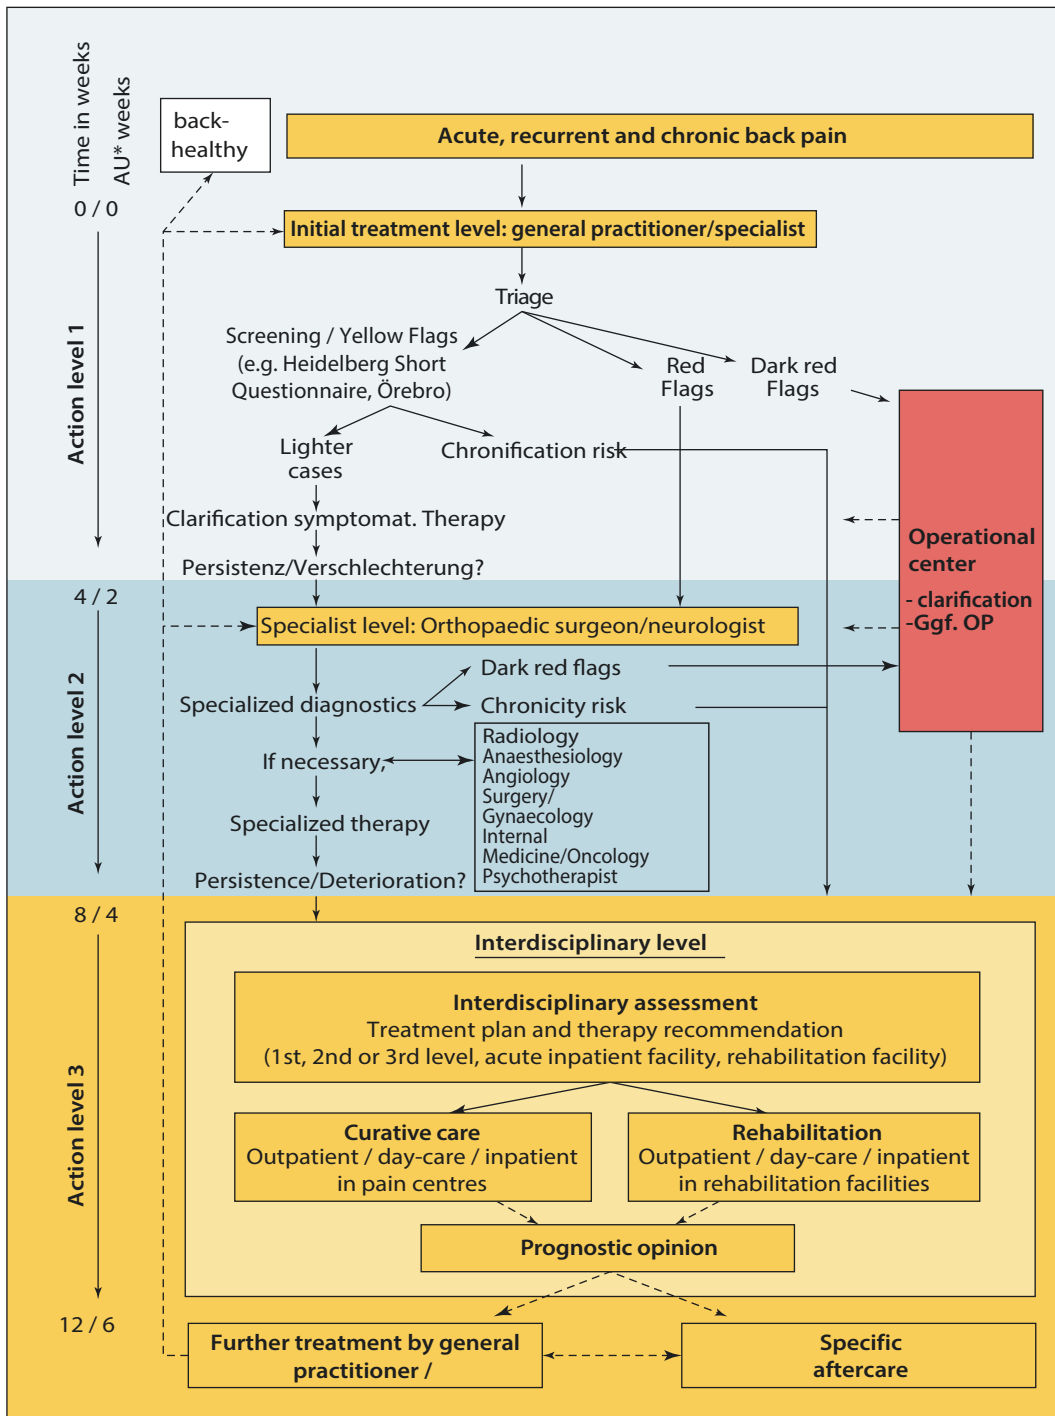 Time in weeks
AU* weeks
0 / 0
back-
healthy
Acute, recurrent and chronic back pain
Initial treatment level: general practitioner/specialist
Triage
Screening / Yellow Flags
(e.g. Heidelberg Short
Questionnaire, Örebro)
Red
Flags
Dark red
Flags
Action level 1
Lighter
cases
Chronification risk
Clarification symptomat. Therapy
Persistenz/Verschlechterung?
Operational
center
- clarification
-Ggf. OP
4 / 2
Specialist level: Orthopaedic surgeon/neurologist
Action level 2
Dark red flags
Specialized diagnostics
Chronicity risk
If necessary,
Radiology
Anaesthesiology
Angiology
Surgery/
Gynaecology
Internal
Medicine/Oncology
Psychotherapist
Specialized therapy
Persistence/Deterioration?
8 / 4
Interdisciplinary level
Interdisciplinary assessment
Treatment plan and therapy recommendation
(1st, 2nd or 3rd level, acute inpatient facility, rehabilitation facility)
Action level 3
Curative care
Outpatient / day-care / inpatient
in pain centres
Rehabilitation
Outpatient / day-care / inpatient
in rehabilitation facilities
Prognostic opinion
12 / 6
Further treatment by general
practitioner /
Specific
aftercare